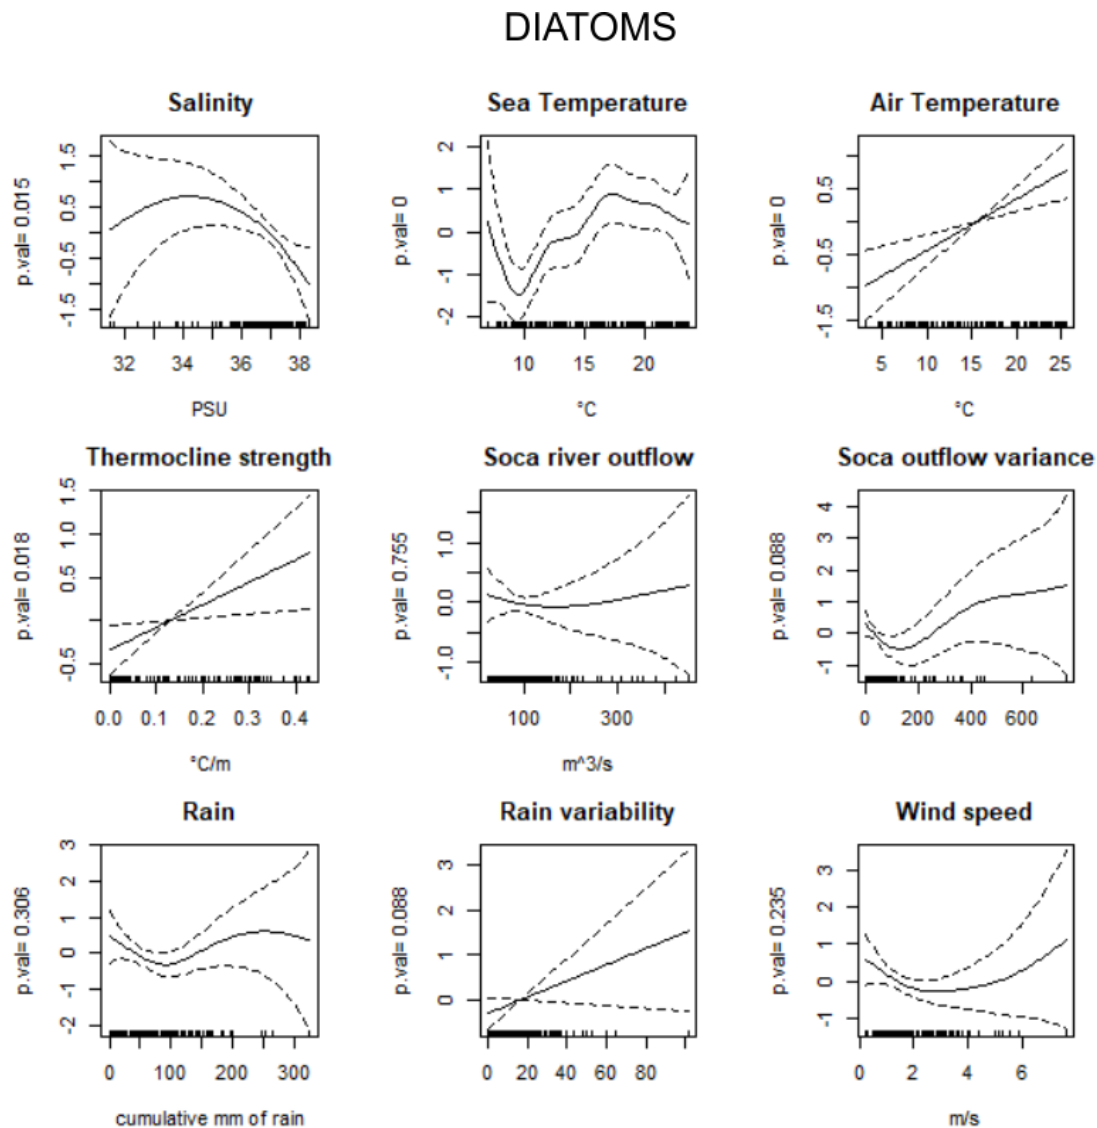 DIATOMS
Salinity
Sea Temperature
Air Temperature
p.val= 0.015
1.5
0.5
-0.5
-1.5
32 34 36 38
PSU
p.val= 0
2
1
0
-1
-2
10 15 20
°C
p.val= 0
0.5
-0.5
-1.5
5 10 15 20 25
°C
Thermocline strength
Soca river outflow
Soca outflow variance
p.val= 0.018
1.5
1.0
0.5
-0.5
0.0 0.1 0.2 0.3 0.4
°C/m
p.val= 0.755
1.0
0.0
-1.0
100 300
m^3/s
p.val= 0.088
4
3
2
1
0
-1
0 200 400 600
Rain
Rain variability
Wind speed
p.val= 0.306
3
2
1
0
-1
-2
0 100 200 300
cumulative mm of rain
p.val= 0.088
3
2
1
0
0 20 40 60 80
p.val= 0.235
3
2
1
0
-1
0 2 4 6
m/s